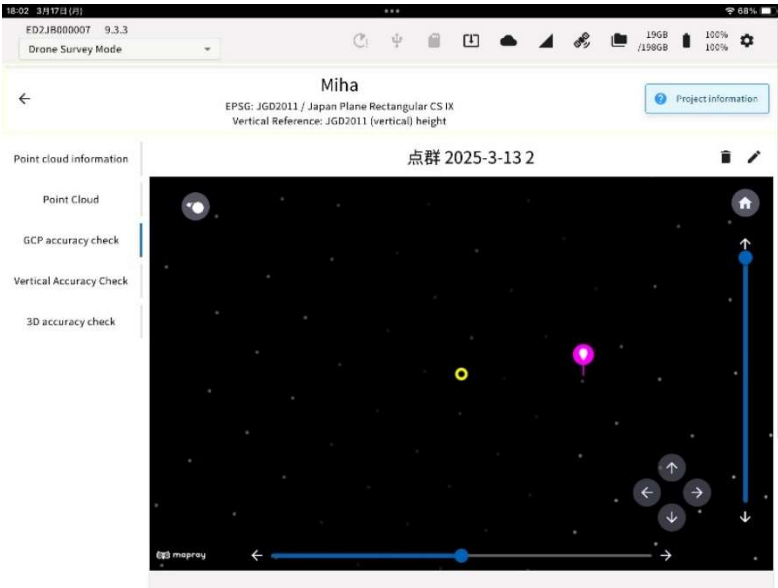 18:02 3月17日(月)
68%
ED2JB000007 9.3.3
Drone Survey Mode
19GB
/198GB
100%
100%
Miha
EPSG: JGD2011 / Japan Plane Rectangular CS IX
Vertical Reference: JGD2011 (vertical) height
Project information
Point cloud information
点群 2025-3-13 2
Point Cloud
GCP accuracy check
Vertical Accuracy Check
3D accuracy check
mapray